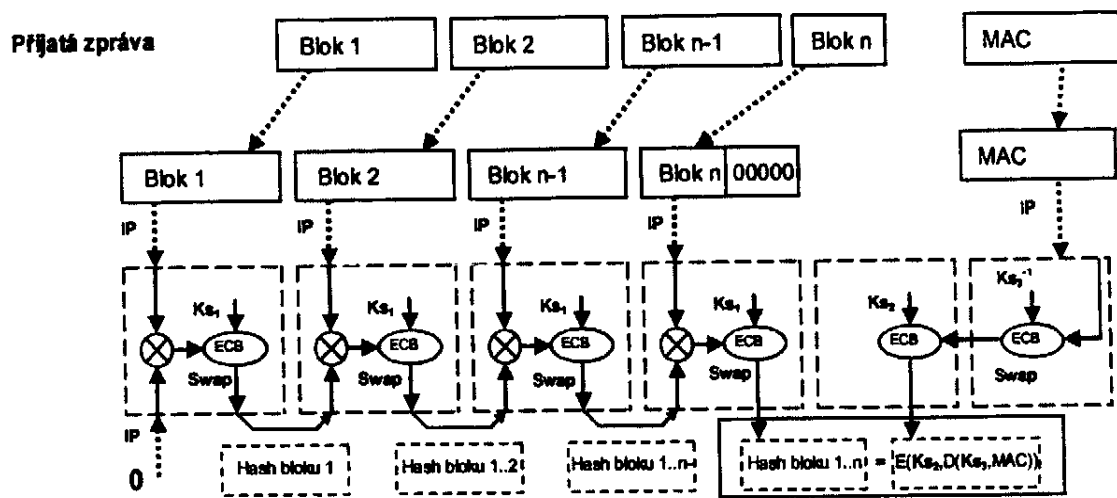 Přijatá zpráva
Blok 1
Blok 2
Blok n-1
Blok n
MAC
Blok 1
Blok 2
Blok n-1
Blok n 00000
MAC
IP
IP
IP
IP
IP
Ks₁
Ks₁
Ks₁
Ks₁
Ks₂
ECB
ECB
ECB
ECB
ECB
ECB
Swap
Swap
Swap
Swap
Swap
IP
0
Hash bloku 1
Hash bloku 1..2
Hash bloku 1..n-
Hash bloku 1..n = E(Ks₂,D(Ks₃,MAC))